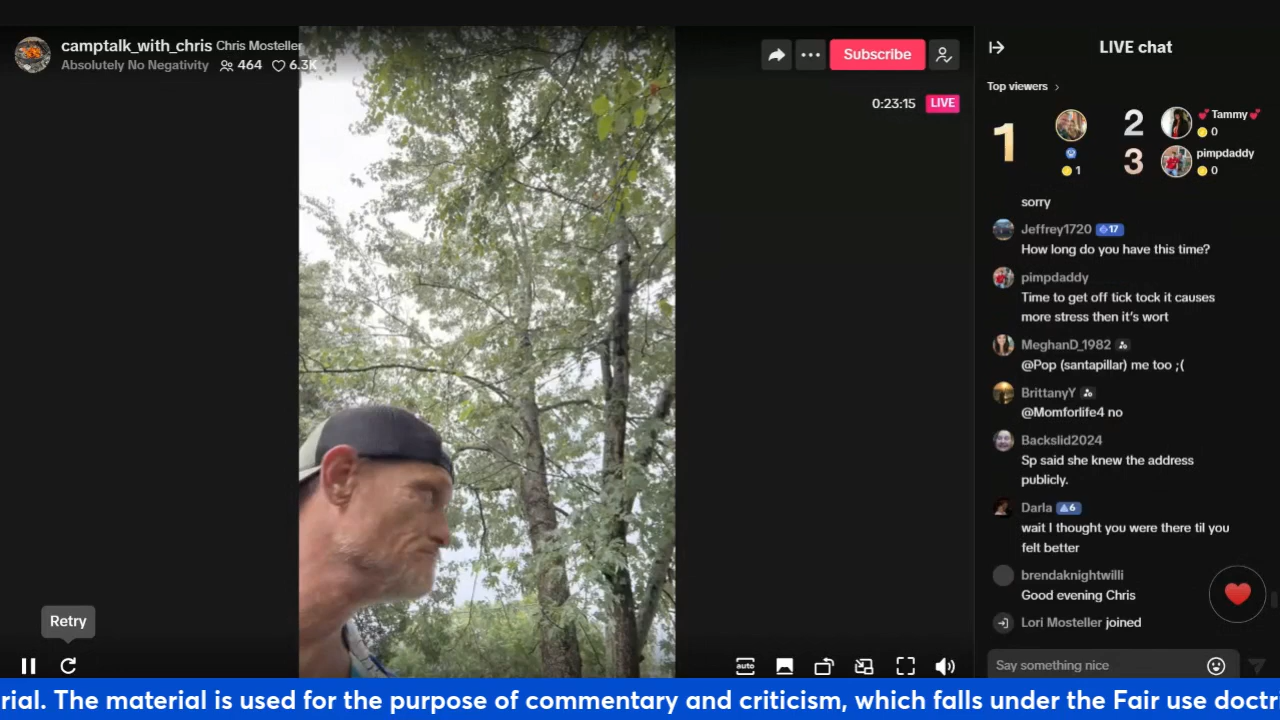 camptalk_with_chris Chris Mosteller
Absolutely No Negativity 464 6.3K
Subscribe
0:23:15 LIVE
Retry
auto
LIVE chat
Top viewers
1
1
2
💕Tammy💕
0
3
pimpdaddy
0
sorry
Jeffrey1720 17
How long do you have this time?
pimpdaddy
Time to get off tick tock it causes
more stress then it's wort
MeghanD_1982
@Pop (santapillar) me too ;(
BrittanyY
@Momforlife4 no
Backslid2024
Sp said she knew the address
publicly.
Darla 6
wait I thought you were there til you
felt better
brendaknightwilli
Good evening Chris
Lori Mosteller joined
Say something nice
rial. The material is used for the purpose of commentary and criticism, which falls under the Fair use doctr